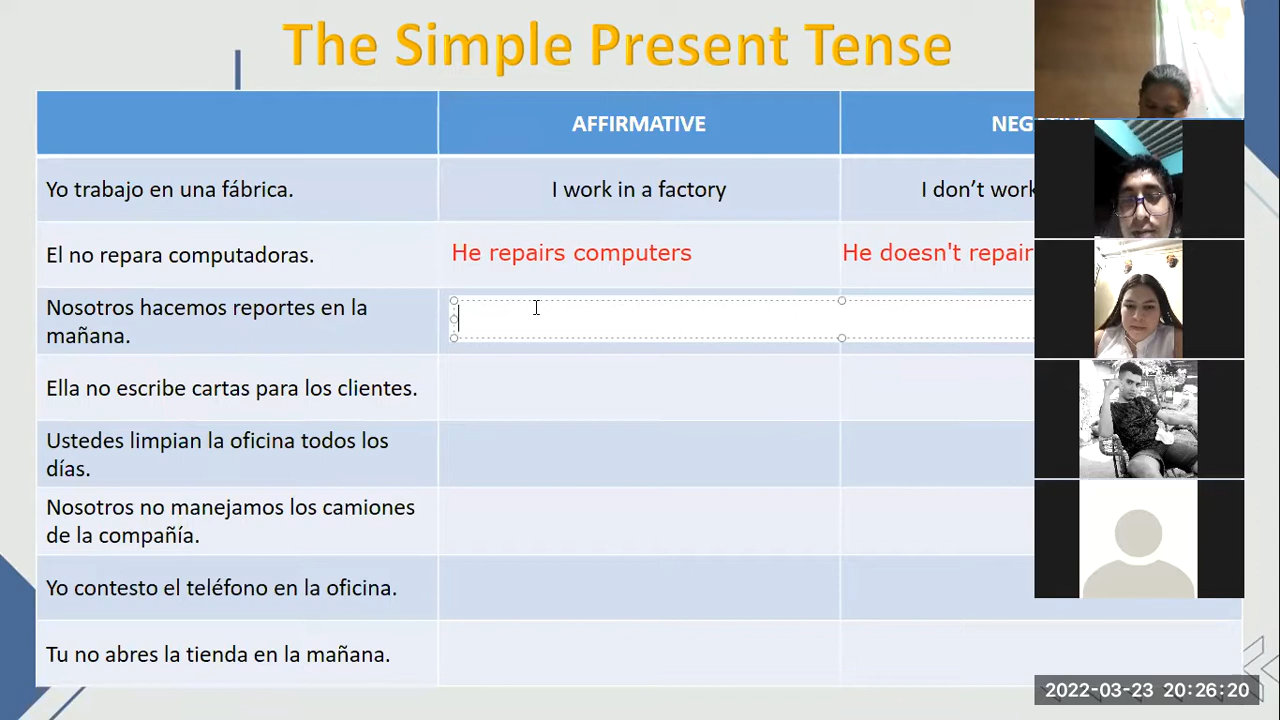 The Simple Present Tense
AFFIRMATIVE
Yo trabajo en una fábrica.
I work in a factory
I don't work
El no repara computadoras.
He repairs computers
He doesn't repair
Nosotros hacemos reportes en la
mañana.
Ella no escribe cartas para los clientes.
Ustedes limpian la oficina todos los
días.
Nosotros no manejamos los camiones
de la compañía.
Yo contesto el teléfono en la oficina.
Tu no abres la tienda en la mañana.
2022-03-23 20:26:20